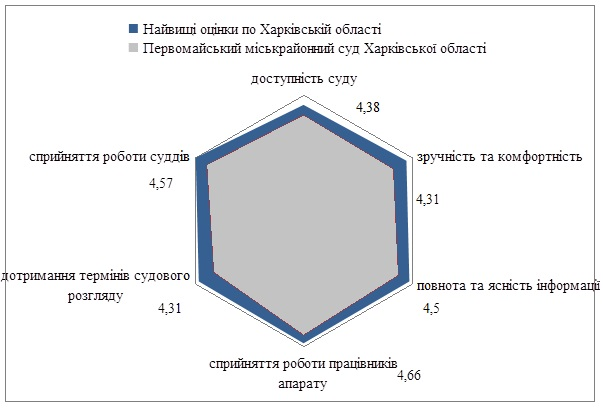 Найвищі оцінки по Харківській області
Первомайський міськрайонний суд Харківської області
доступність суду
4,38
зручність та комфортність
4,31
повнота та ясність інформації
4,5
сприйняття роботи працівників
апарату
4,66
дотримання термінів судового
розгляду
4,31
сприйняття роботи суддів
4,57